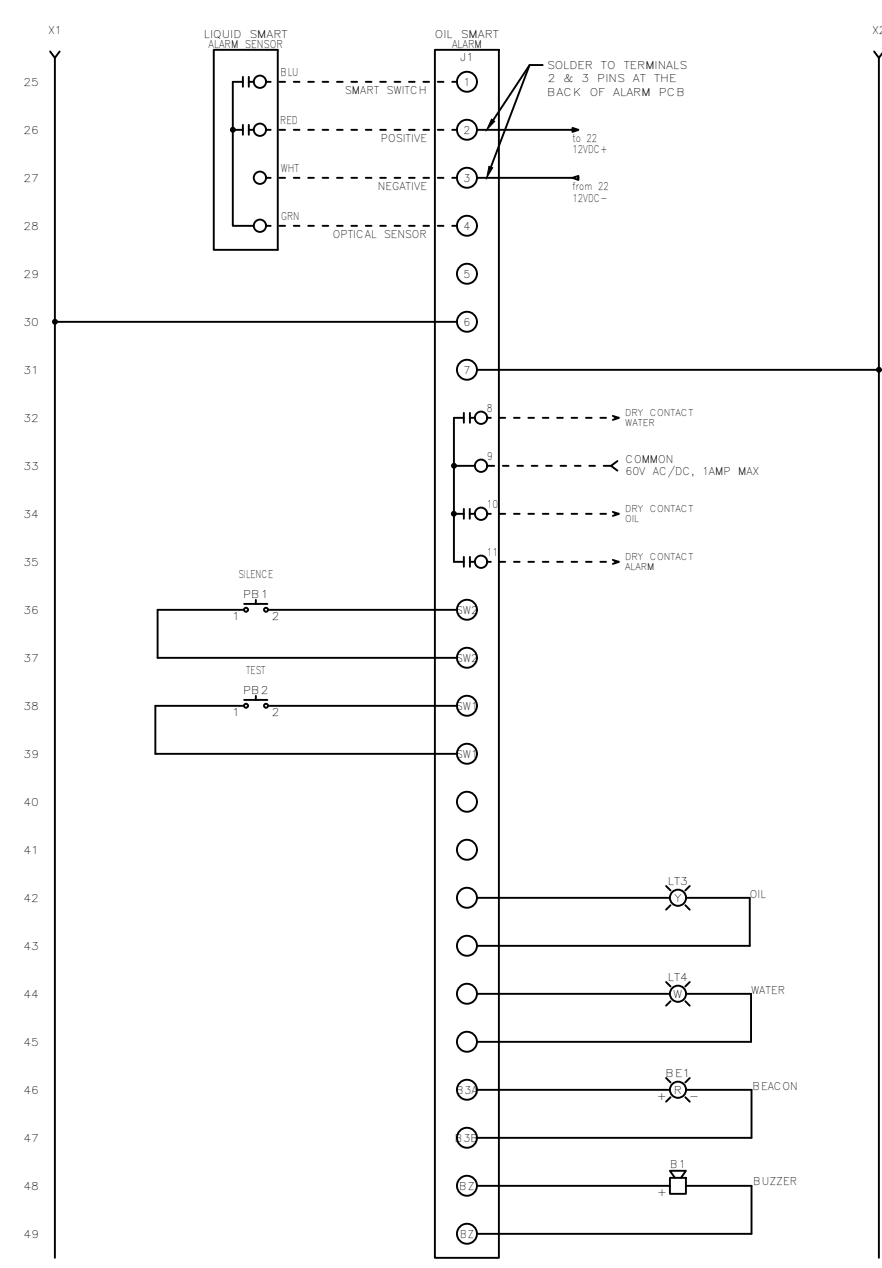 X1
LIQUID SMART
ALARM SENSOR
OIL SMART
ALARM
J1
X2
SOLDER TO TERMINALS
2 & 3 PINS AT THE
BACK OF ALARM PCB
25
BLU
SMART SWITCH
1
26
RED
POSITIVE
2
to 22
12VDC+
27
WHT
NEGATIVE
3
from 22
12VDC-
28
GRN
OPTICAL SENSOR
4
29
5
30
6
31
7
32
8
DRY CONTACT
WATER
33
9
COMMON
60V AC/DC, 1AMP MAX
34
10
DRY CONTACT
OIL
35
11
DRY CONTACT
ALARM
SILENCE
PB1
36
1
2
SW2
37
SW2
TEST
PB2
38
1
2
SW1
39
SW1
40
41
LT3
42
Y
OIL
43
LT4
44
W
WATER
45
BE1
46
B3A
+
R
-
BEACON
47
B3B
B1
48
BZ
+
BUZZER
49
BZ